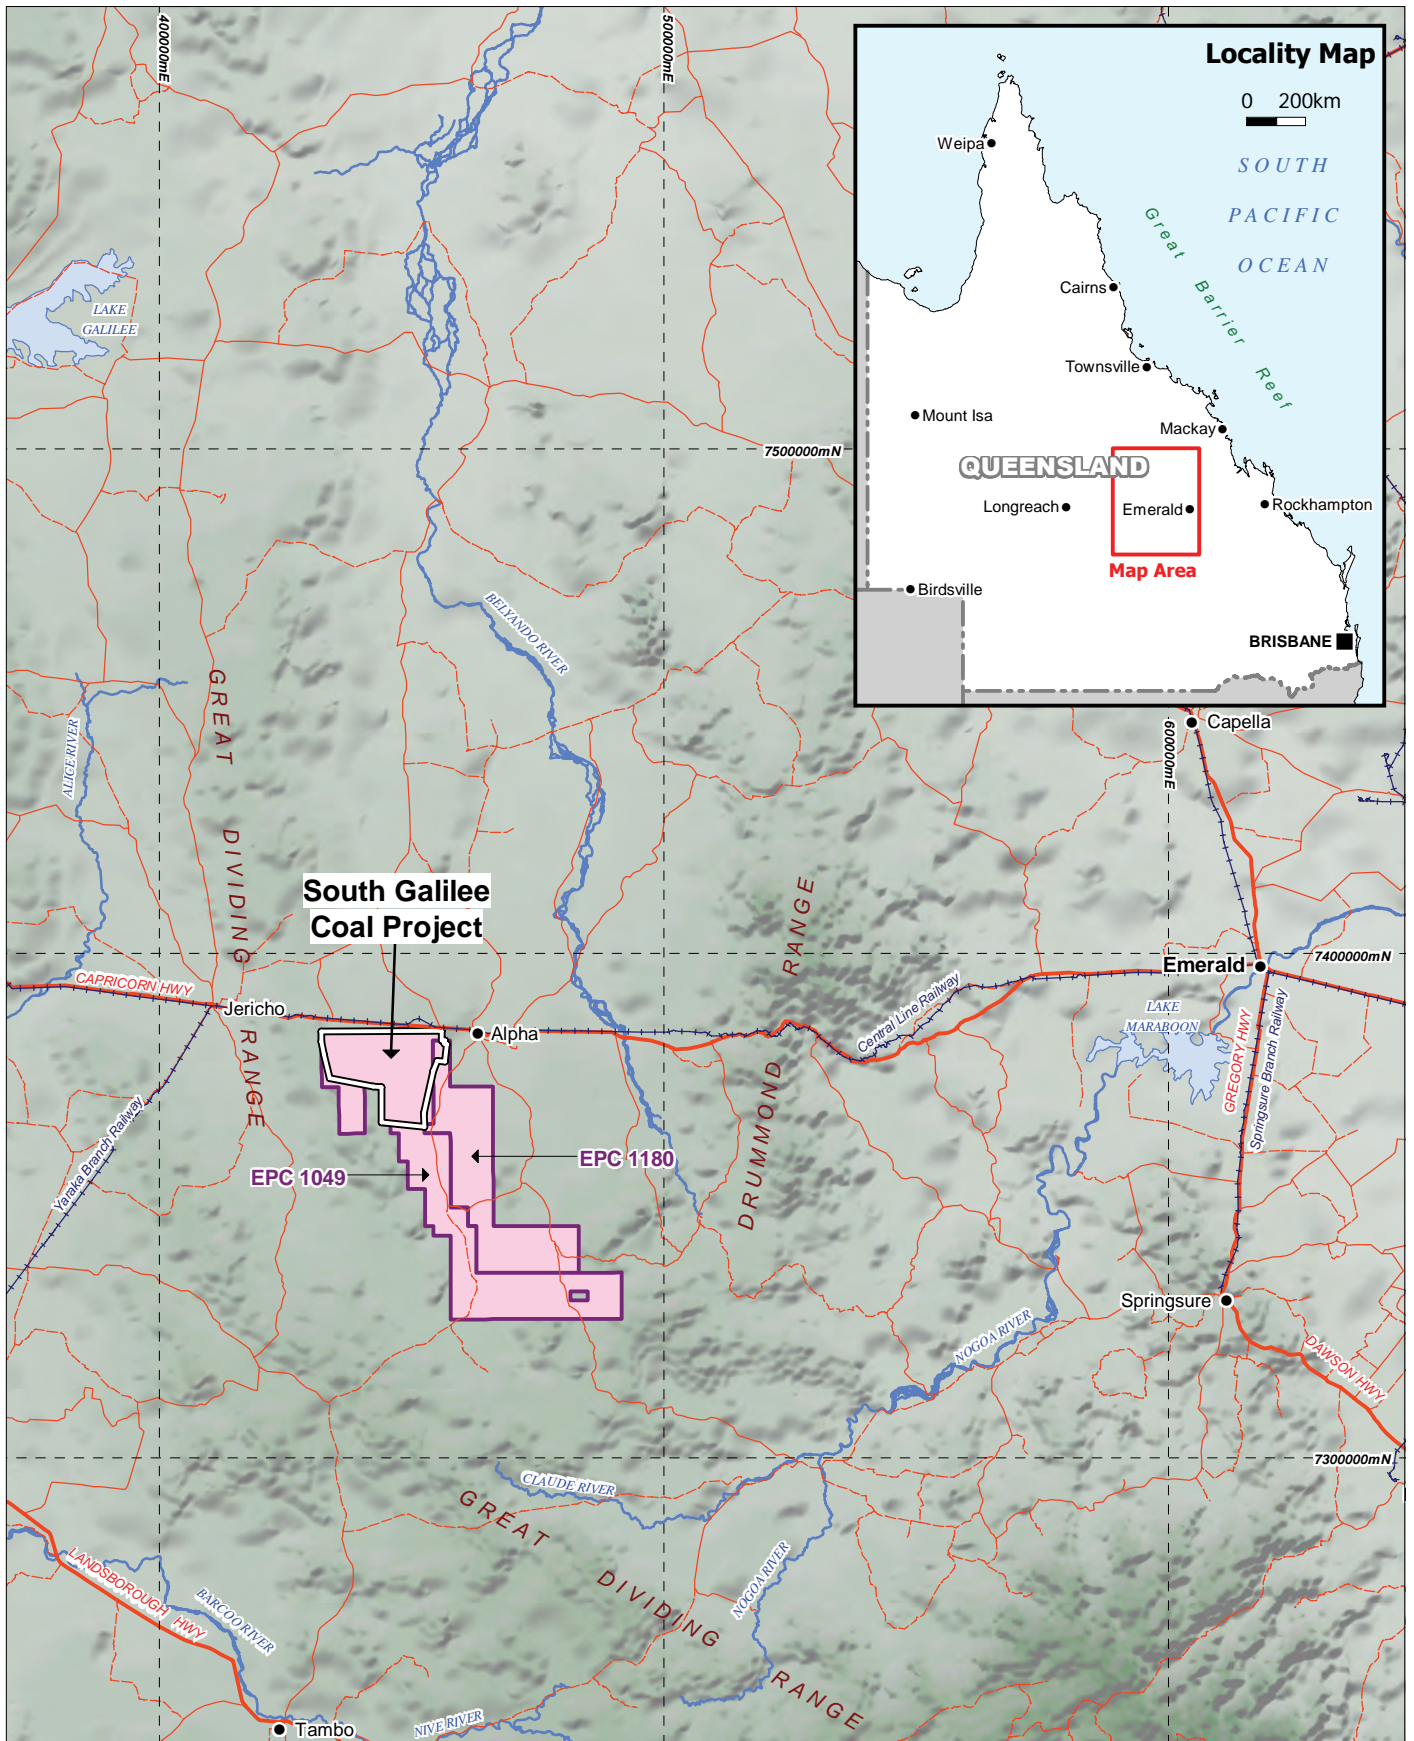 400000mE
500000mE
Locality Map
0 200km
SOUTH
PACIFIC
OCEAN
Great Barrier Reef
Weipa
Cairns
Townsville
Mount Isa
Mackay
QUEENSLAND
Longreach
Emerald
Rockhampton
Map Area
Birdsville
BRISBANE
LAKE
GALILEE
7500000mN
BELYANDO RIVER
ALICE RIVER
GREAT DIVIDING RANGE
600000mE
Capella
South Galilee
Coal Project
DRUMMOND RANGE
7400000mN
Emerald
CAPRICORN HWY
Jericho
Alpha
Central Line Railway
LAKE
MARABOON
GREGORY HWY
Springsure Branch Railway
Yaraka Branch Railway
EPC 1049
EPC 1180
Springsure
NOGOA RIVER
DAWSON HWY
7300000mN
CLAUDE RIVER
GREAT DIVIDING RANGE
NOGOA RIVER
LANDSBOROUGH HWY
BARCOO RIVER
Tambo
NIVE RIVER